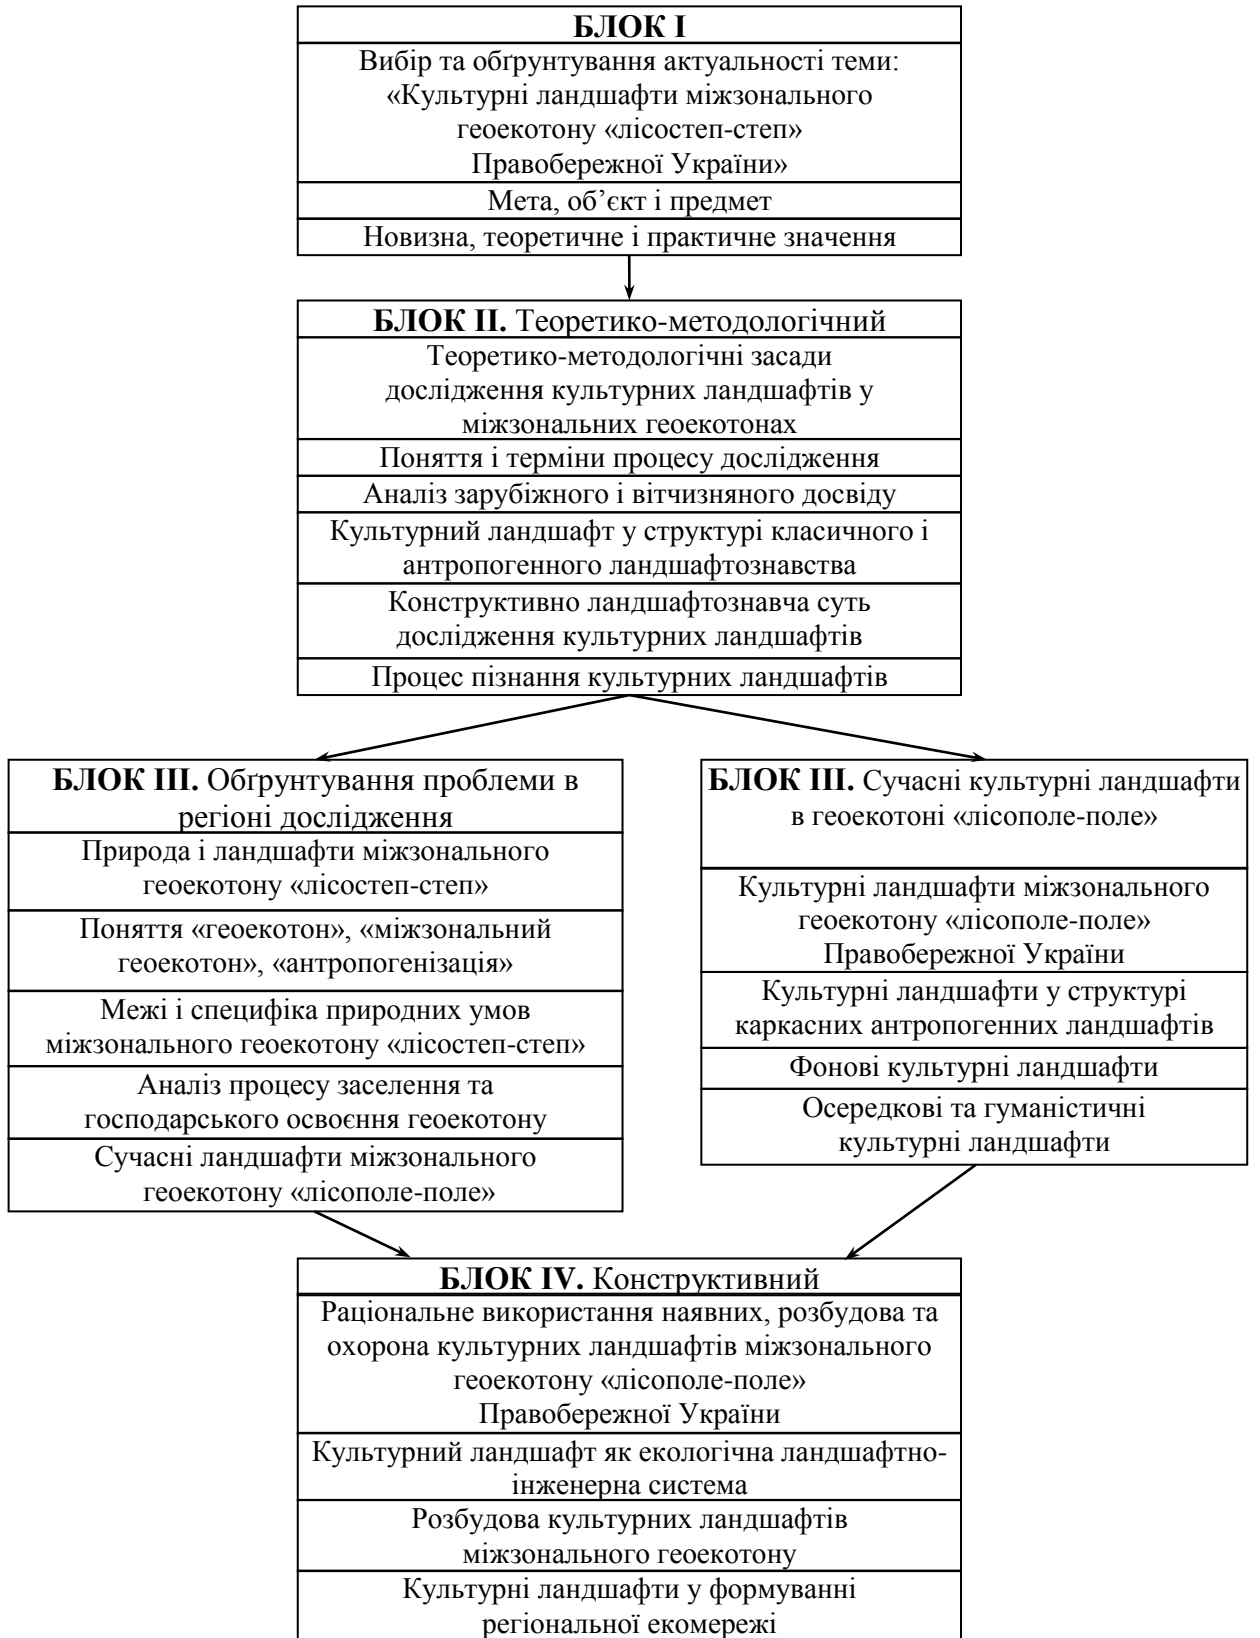 БЛОК І
Вибір та обґрунтування актуальності теми:
«Культурні ландшафти міжзонального
геоекотону «лісостеп-степ»
Правобережної України»
Мета, об’єкт і предмет
Новизна, теоретичне і практичне значення
БЛОК ІІ. Теоретико-методологічний
Теоретико-методологічні засади
дослідження культурних ландшафтів у
міжзональних геоекотонах
Поняття і терміни процесу дослідження
Аналіз зарубіжного і вітчизняного досвіду
Культурний ландшафт у структурі класичного і
антропогенного ландшафтознавства
Конструктивно ландшафтознавча суть
дослідження культурних ландшафтів
Процес пізнання культурних ландшафтів
БЛОК ІІІ. Обґрунтування проблеми в
регіоні дослідження
Природа і ландшафти міжзонального
геоекотону «лісостеп-степ»
Поняття «геоекотон», «міжзональний
геоекотон», «антропогенізація»
Межі і специфіка природних умов
міжзонального геоекотону «лісостеп-степ»
Аналіз процесу заселення та
господарського освоєння геоекотону
Сучасні ландшафти міжзонального
геоекотону «лісополе-поле»
БЛОК ІІІ. Сучасні культурні ландшафти
в геоекотоні «лісополе-поле»
Культурні ландшафти міжзонального
геоекотону «лісополе-поле»
Правобережної України
Культурні ландшафти у структурі
каркасних антропогенних ландшафтів
Фонові культурні ландшафти
Осередкові та гуманістичні
культурні ландшафти
БЛОК IV. Конструктивний
Раціональне використання наявних, розбудова та
охорона культурних ландшафтів міжзонального
геоекотону «лісополе-поле»
Правобережної України
Культурний ландшафт як екологічна ландшафтно-
інженерна система
Розбудова культурних ландшафтів
міжзонального геоекотону
Культурні ландшафти у формуванні
регіональної екомережі